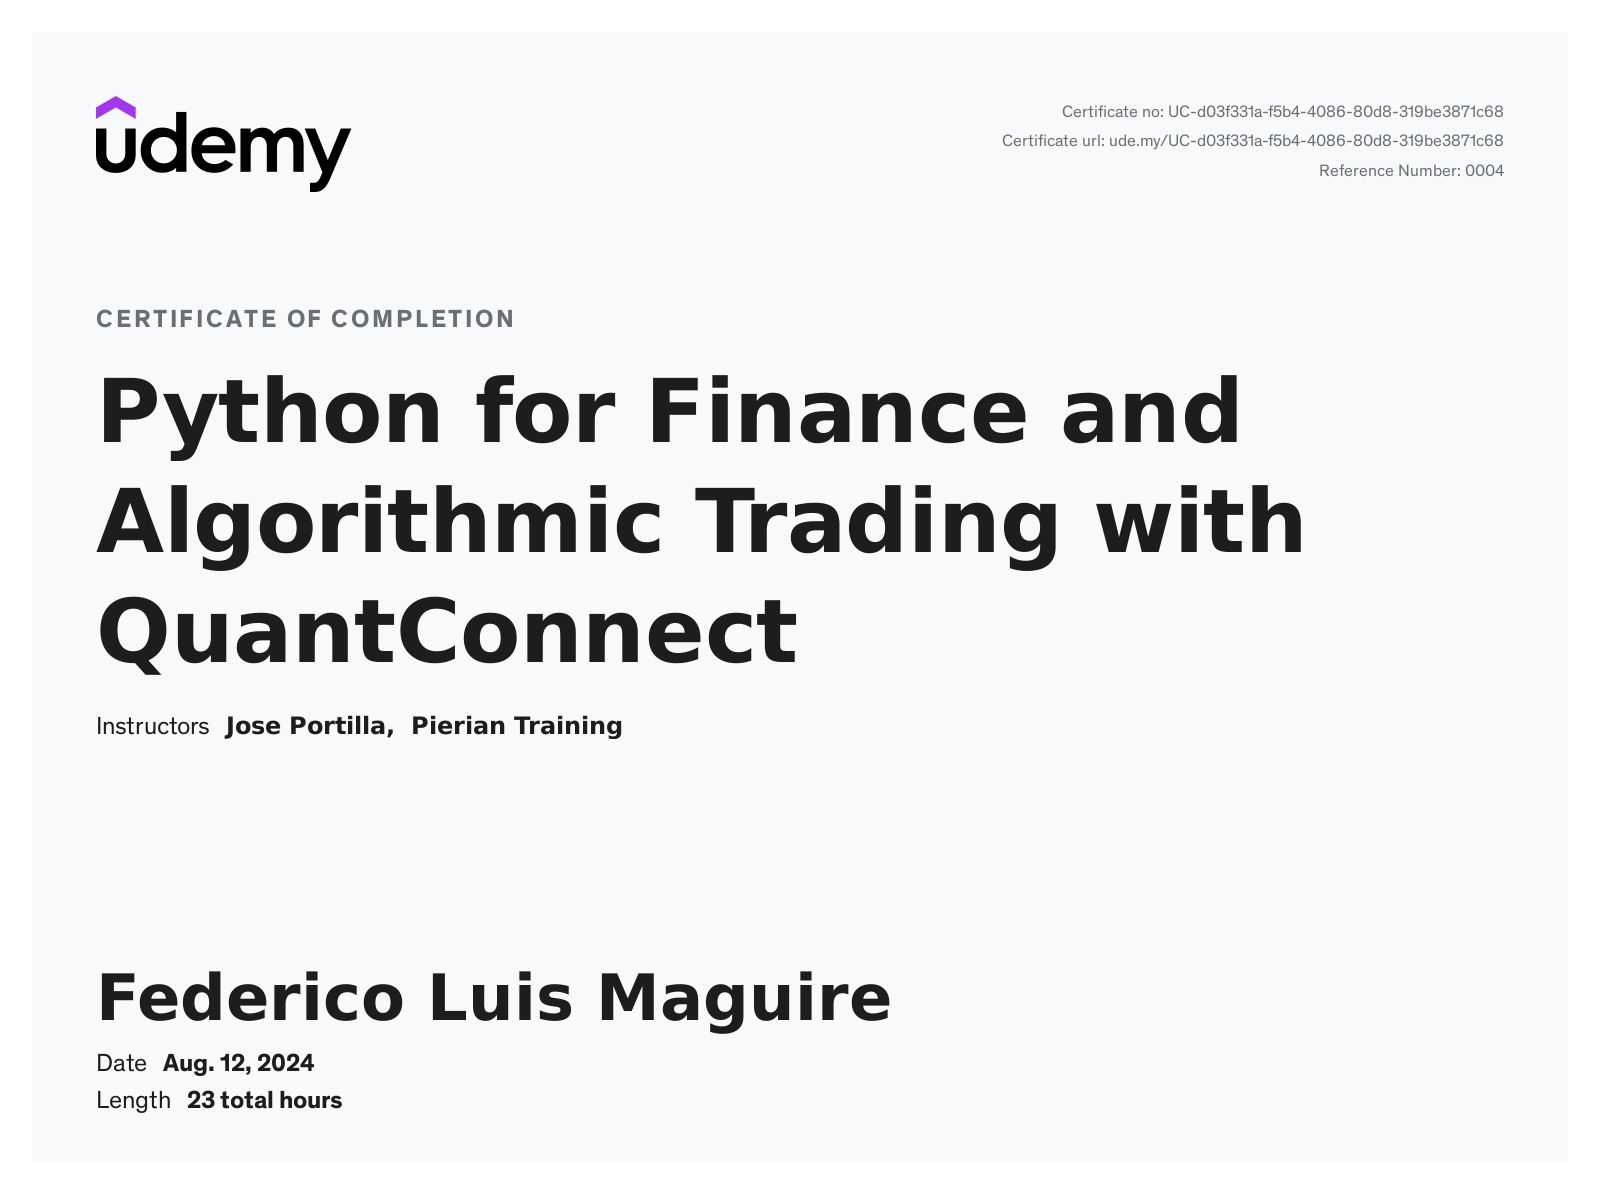 udemy
Certificate no: UC-d03f331a-f5b4-4086-80d8-319be3871c68
Certificate url: ude.my/UC-d03f331a-f5b4-4086-80d8-319be3871c68
Reference Number: 0004
CERTIFICATE OF COMPLETION
Python for Finance and
Algorithmic Trading with
QuantConnect
Instructors Jose Portilla, Pierian Training
Federico Luis Maguire
Date Aug. 12, 2024
Length 23 total hours